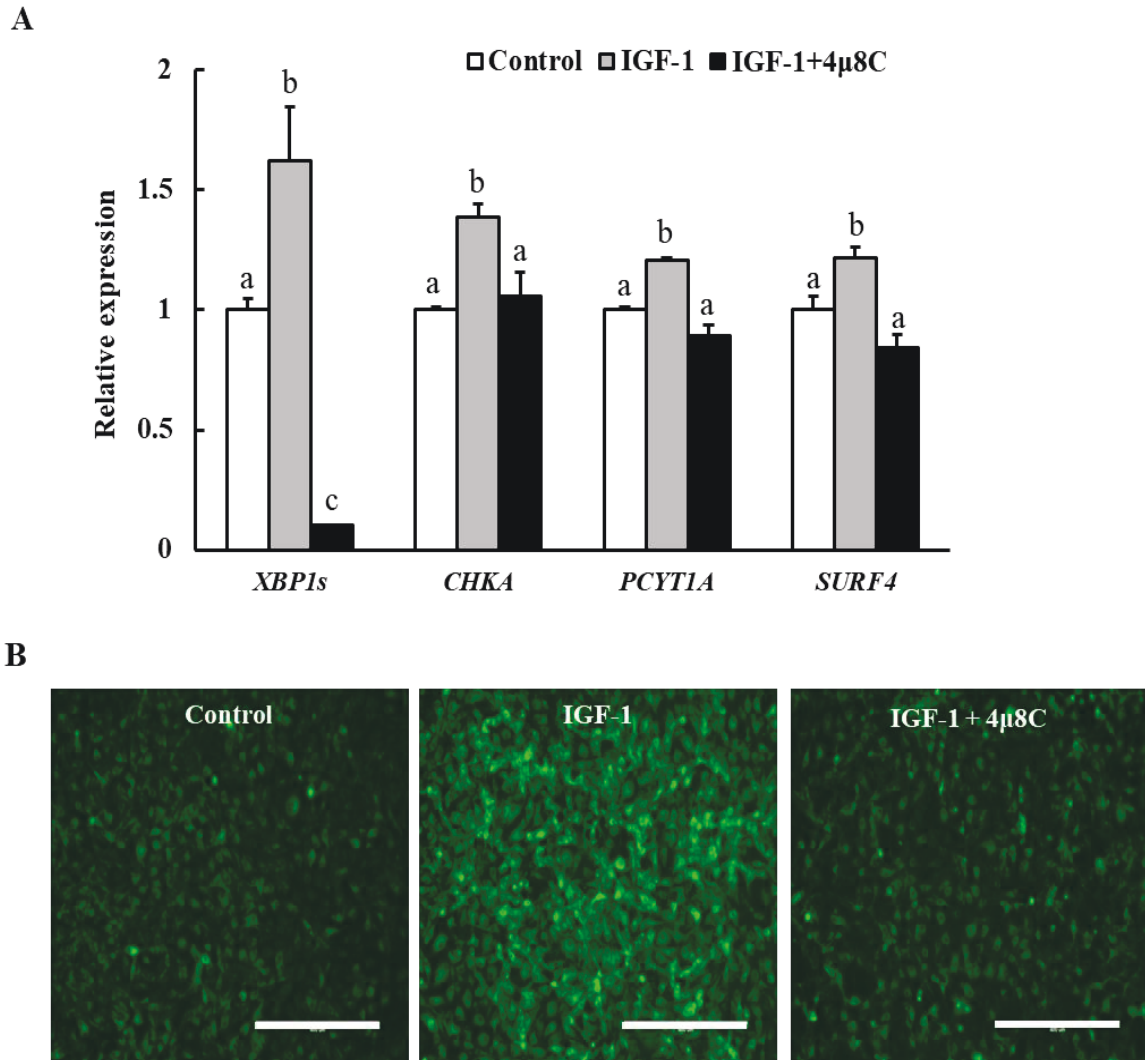 A
Control IGF-1 IGF-1+4μ8C
2
1.5
1
0.5
0
Relative expression
a b c
a b a
a b a
a b a
XBP1s CHKA PCYT1A SURF4
B
Control IGF-1 IGF-1 + 4μ8C